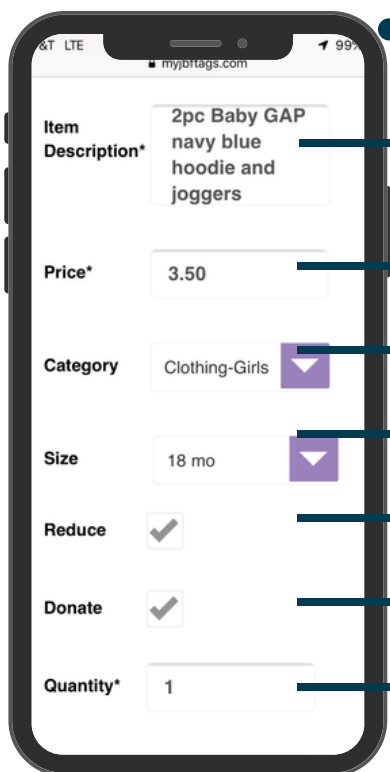 &T LTE 99%
myjbftags.com
Item
Description*
2pc Baby GAP
navy blue
hoodie and
joggers
Price* 3.50
Category Clothing-Girls
Size 18 mo
Reduce
Donate
Quantity* 1